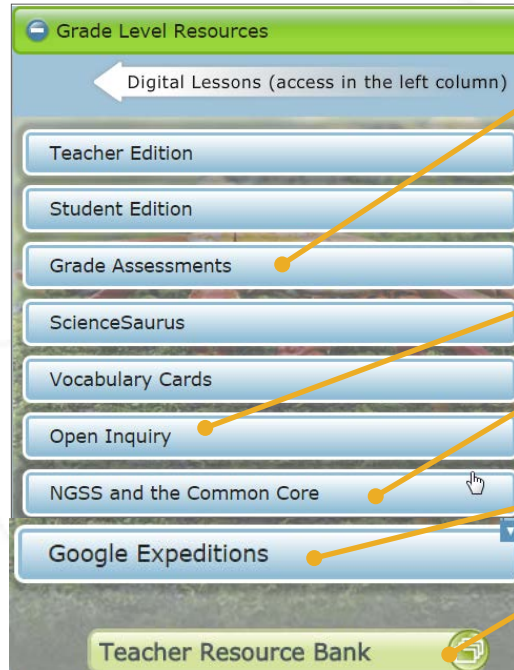 Grade Level Resources
Digital Lessons (access in the left column)
Teacher Edition
Student Edition
Grade Assessments
ScienceSaurus
Vocabulary Cards
Open Inquiry
NGSS and the Common Core
Google Expeditions
Teacher Resource Bank